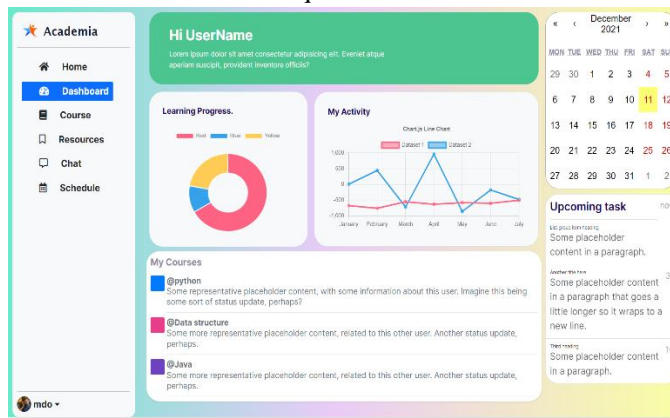 Academia
Home
Dashboard
Course
Resources
Chat
Schedule
mdo
Hi UserName
Lorem ipsum dolor sit amet consectetur adipisicing elit. Eveniet atque
aperiam suscipit, provident inventore officiis?
Learning Progress.
Red Blue Yellow
My Activity
Chart.js Line Chart
Dataset 1 Dataset 2
1,000
500
0
-500
-1,000
January February March April May June July
My Courses
@python
Some representative placeholder content, with some information about this user. Imagine this being
some sort of status update, perhaps?
@Data structure
Some more representative placeholder content, related to this other user. Another status update,
perhaps.
@Java
Some more representative placeholder content, related to this other user. Another status update,
perhaps.
« ‹ December 2021 › »
MON TUE WED THU FRI SAT SU
29 30 1 2 3 4 5
6 7 8 9 10 11 12
13 14 15 16 17 18 19
20 21 22 23 24 25 26
27 28 29 30 31 1 2
Upcoming task
List group item heading
Some placeholder
content in a paragraph.
Another title here
Some placeholder content
in a paragraph that goes a
little longer so it wraps to a
new line.
Third heading
Some placeholder content
in a paragraph.